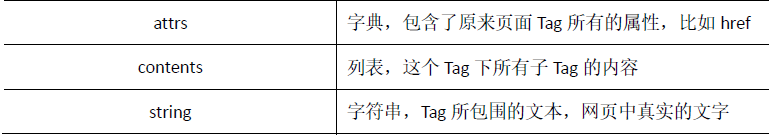 attrs 字典，包含了原来页面 Tag 所有的属性，比如 href
contents 列表，这个 Tag 下所有子 Tag 的内容
string 字符串，Tag 所包围的文本，网页中真实的文字